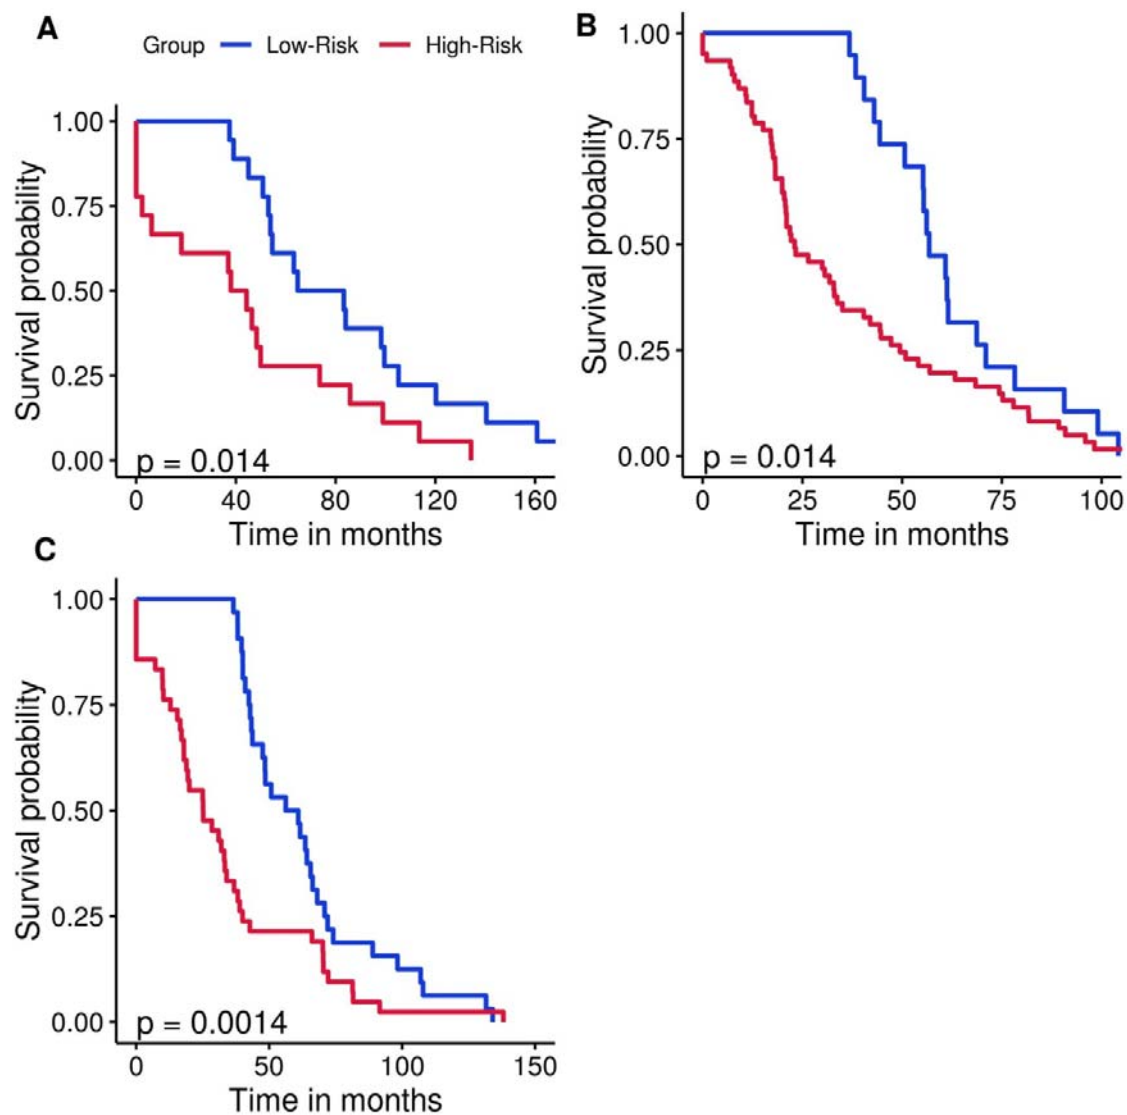 A
B
Group Low-Risk High-Risk
Survival probability
1.00
0.75
0.50
0.25
0.00
p = 0.014
0 40 80 120 160
Time in months
Survival probability
1.00
0.75
0.50
0.25
0.00
p = 0.014
0 25 50 75 100
Time in months
C
Survival probability
1.00
0.75
0.50
0.25
0.00
p = 0.0014
0 50 100 150
Time in months